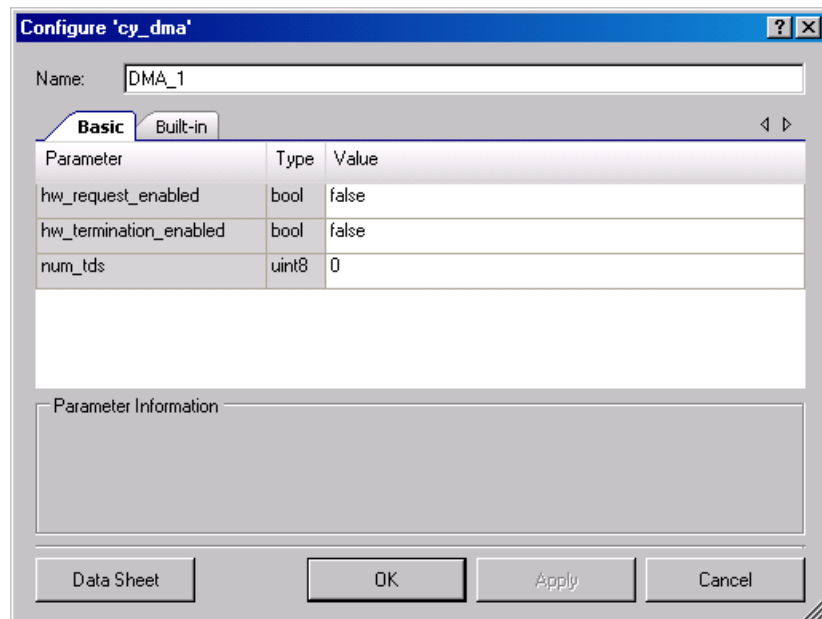 Configure 'cy_dma'
Name: DMA_1
Basic Built-in
Parameter Type Value
hw_request_enabled bool false
hw_termination_enabled bool false
num_tds uint8 0
Parameter Information
Data Sheet OK Apply Cancel